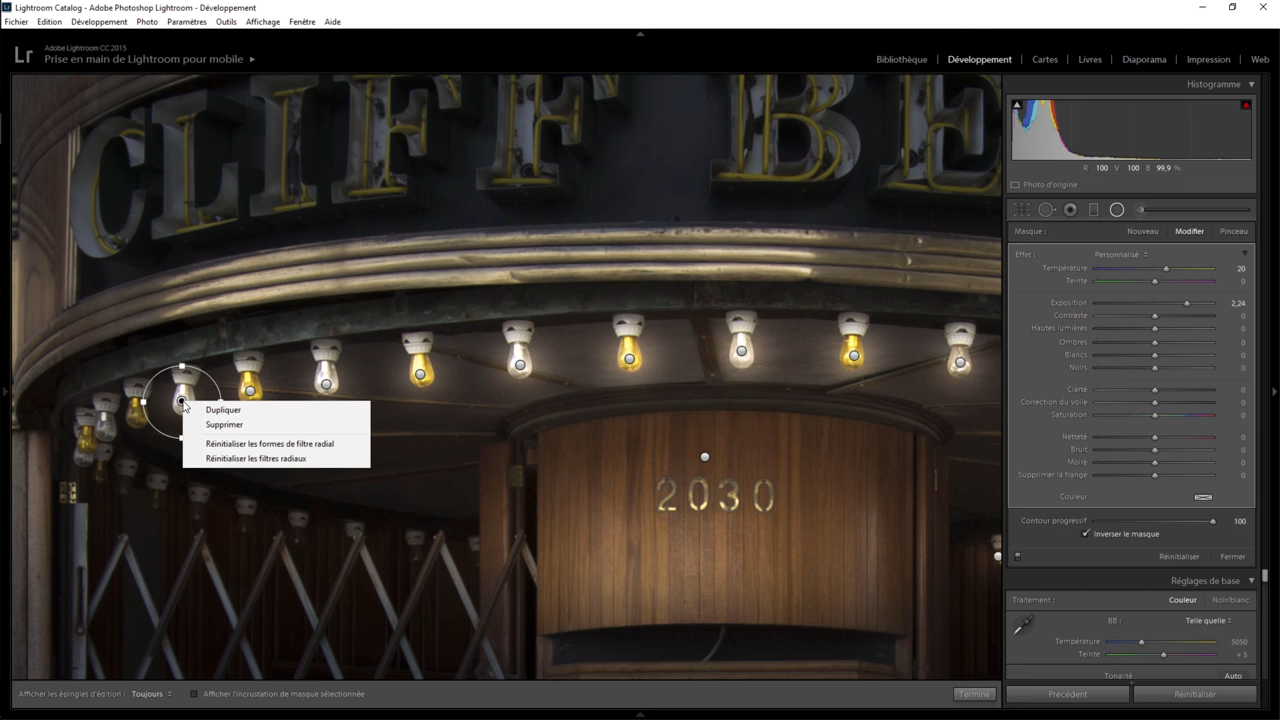 Lightroom Catalog - Adobe Photoshop Lightroom - Développement
Fichier Edition Développement Photo Paramètres Outils Affichage Fenêtre Aide
Lr
Adobe Lightroom CC 2015
Prise en main de Lightroom pour mobile
Bibliothèque | Développement | Cartes | Livres | Diaporama | Impression | Web
CLIFF BE
2030
Dupliquer
Supprimer
Réinitialiser les formes de filtre radial
Réinitialiser les filtres radiaux
Histogramme
R 100 V 100 B 99,9 %
Photo d'origine
Masque : Nouveau Modifier Pinceau
Effet : Personnalisé
Température 20
Teinte 0
Exposition 2,24
Contraste 0
Hautes lumières 0
Ombres 0
Blancs 0
Noirs 0
Clarté 0
Correction du voile 0
Saturation 0
Netteté 0
Bruit 0
Moiré 0
Supprimer la frange 0
Couleur
Contour progressif 100
Inverser le masque
Réinitialiser Fermer
Réglages de base
Traitement : Couleur Noir/blanc
BB : Telle quelle
Température 5050
Teinte + 5
Tonalité Auto
Afficher les épingles d'édition : Toujours Afficher l'incrustation de masque sélectionnée
Terminé
Précédent Réinitialiser